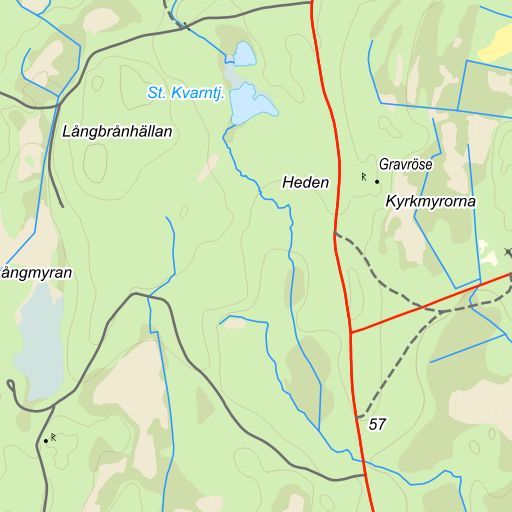 St. Kvarntj.
Långbrånhällan
Gravröse
R
Heden
Kyrkmyrorna
ångmyran
57
R